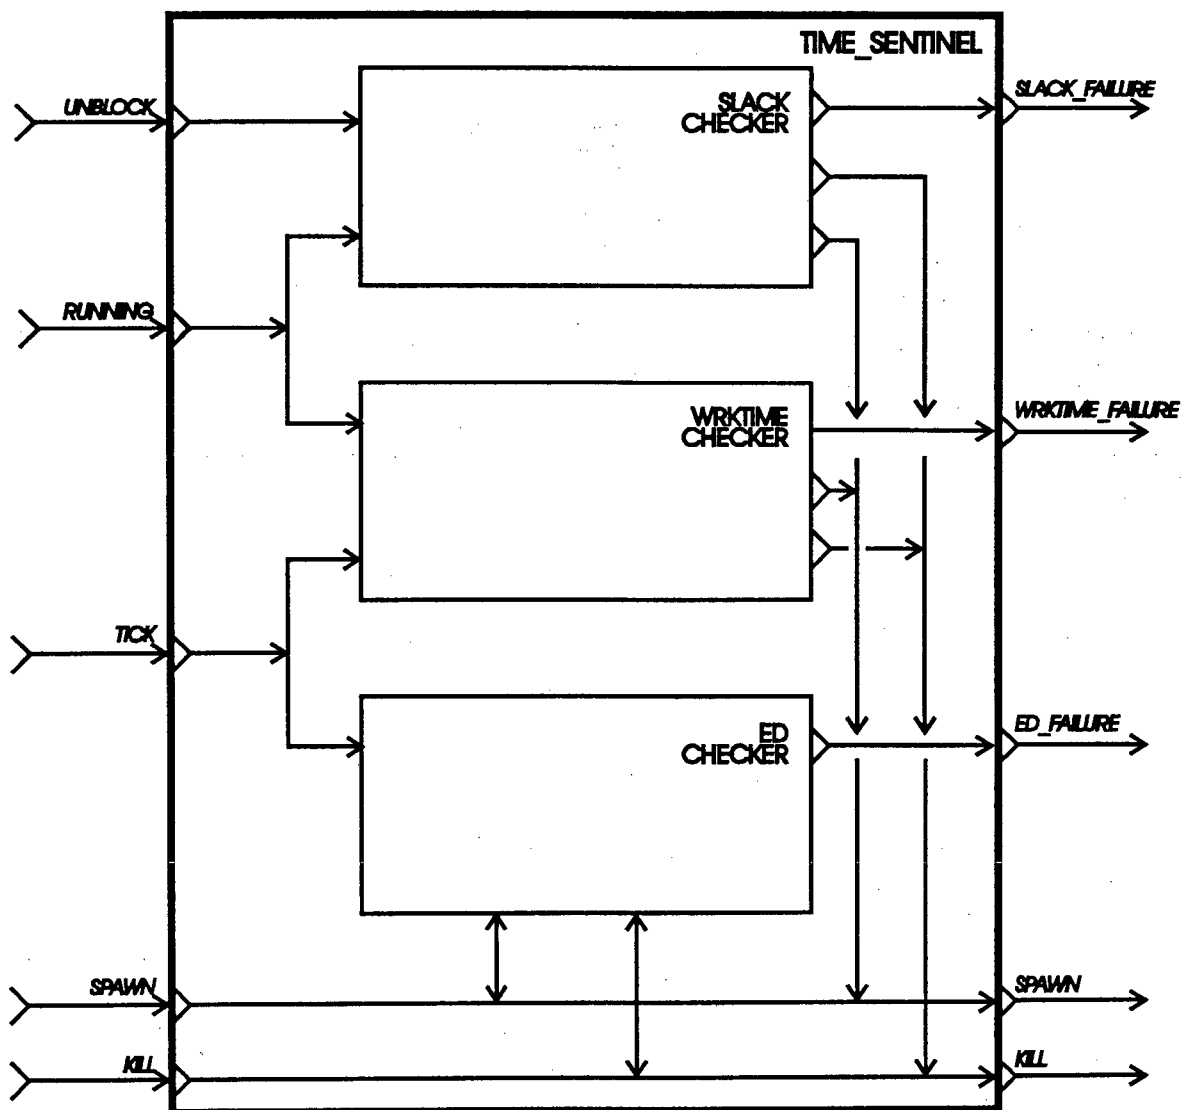 TIME_SENTINEL
UNBLOCK
SLACK
CHECKER
SLACK_FAILURE
RUNNING
WRKTIME
CHECKER
WRKTIME_FAILURE
TICK
ED
CHECKER
ED_FAILURE
SPAWN
SPAWN
KILL
KILL